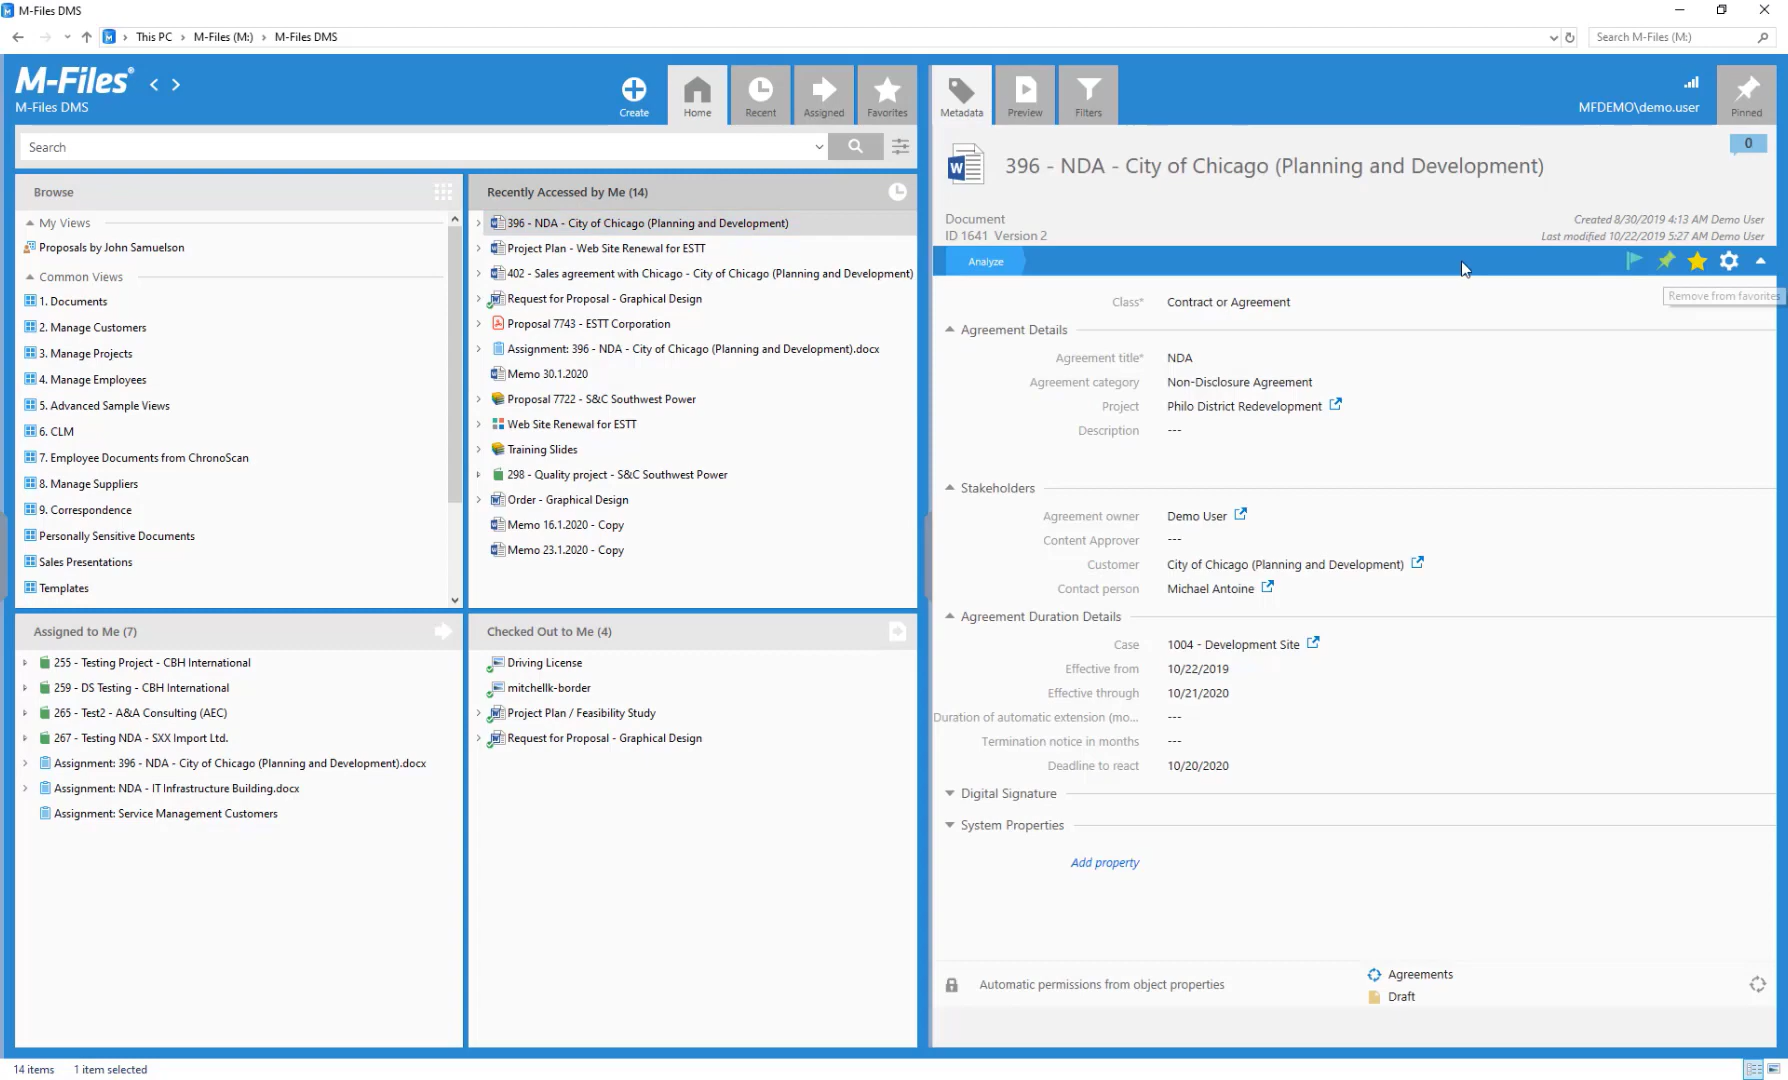 M-Files DMS
This PC > M-Files (M:) > M-Files DMS
Search M-Files (M:)
M-Files®
M-Files DMS
Create
Home
Recent
Assigned
Favorites
Search
Browse
My Views
Proposals by John Samuelson
Common Views
1. Documents
2. Manage Customers
3. Manage Projects
4. Manage Employees
5. Advanced Sample Views
6. CLM
7. Employee Documents from ChronoScan
8. Manage Suppliers
9. Correspondence
Personally Sensitive Documents
Sales Presentations
Templates
Recently Accessed by Me (14)
396 - NDA - City of Chicago (Planning and Development)
Project Plan - Web Site Renewal for ESTT
402 - Sales agreement with Chicago - City of Chicago (Planning and Development)
Request for Proposal - Graphical Design
Proposal 7743 - ESTT Corporation
Assignment: 396 - NDA - City of Chicago (Planning and Development).docx
Memo 30.1.2020
Proposal 7722 - S&C Southwest Power
Web Site Renewal for ESTT
Training Slides
298 - Quality project - S&C Southwest Power
Order - Graphical Design
Memo 16.1.2020 - Copy
Memo 23.1.2020 - Copy
Assigned to Me (7)
255 - Testing Project - CBH International
259 - DS Testing - CBH International
265 - Test2 - A&A Consulting (AEC)
267 - Testing NDA - SXX Import Ltd.
Assignment: 396 - NDA - City of Chicago (Planning and Development).docx
Assignment: NDA - IT Infrastructure Building.docx
Assignment: Service Management Customers
Checked Out to Me (4)
Driving License
mitchellk-border
Project Plan / Feasibility Study
Request for Proposal - Graphical Design
Metadata
Preview
Filters
MFDEMO\demo.user
Pinned
0
396 - NDA - City of Chicago (Planning and Development)
Document
ID 1641 Version 2
Created 8/30/2019 4:13 AM Demo User
Last modified 10/22/2019 5:27 AM Demo User
Analyze
Remove from favorites
Class* Contract or Agreement
Agreement Details
Agreement title* NDA
Agreement category Non-Disclosure Agreement
Project Philo District Redevelopment
Description ---
Stakeholders
Agreement owner Demo User
Content Approver ---
Customer City of Chicago (Planning and Development)
Contact person Michael Antoine
Agreement Duration Details
Case 1004 - Development Site
Effective from 10/22/2019
Effective through 10/21/2020
Duration of automatic extension (mo... ---
Termination notice in months ---
Deadline to react 10/20/2020
Digital Signature
System Properties
Add property
Automatic permissions from object properties
Agreements
Draft
14 items 1 item selected